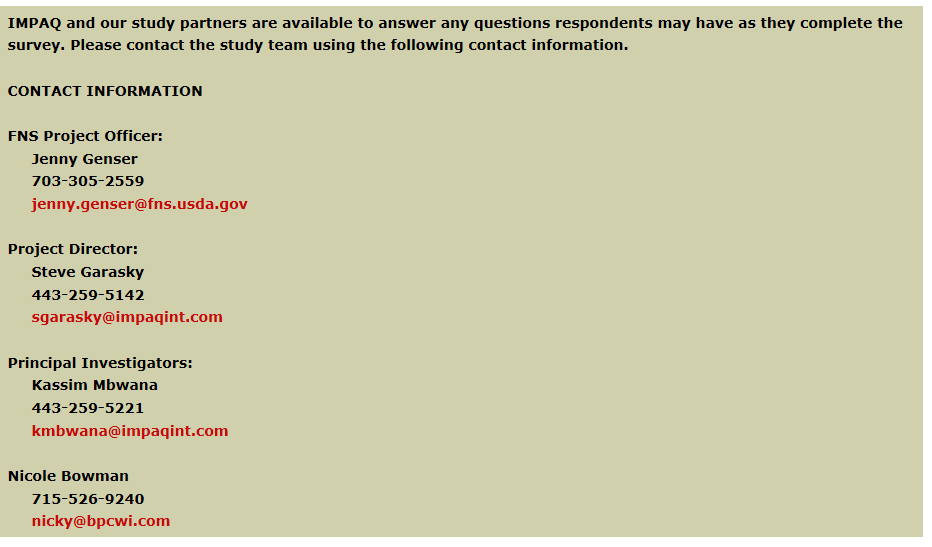 IMPAQ and our study partners are available to answer any questions respondents may have as they complete the
survey. Please contact the study team using the following contact information.
CONTACT INFORMATION
FNS Project Officer:
Jenny Genser
703-305-2559
jenny.genser@fns.usda.gov
Project Director:
Steve Garasky
443-259-5142
sgarasky@impaqint.com
Principal Investigators:
Kassim Mbwana
443-259-5221
kmbwana@impaqint.com
Nicole Bowman
715-526-9240
nicky@bpcwi.com